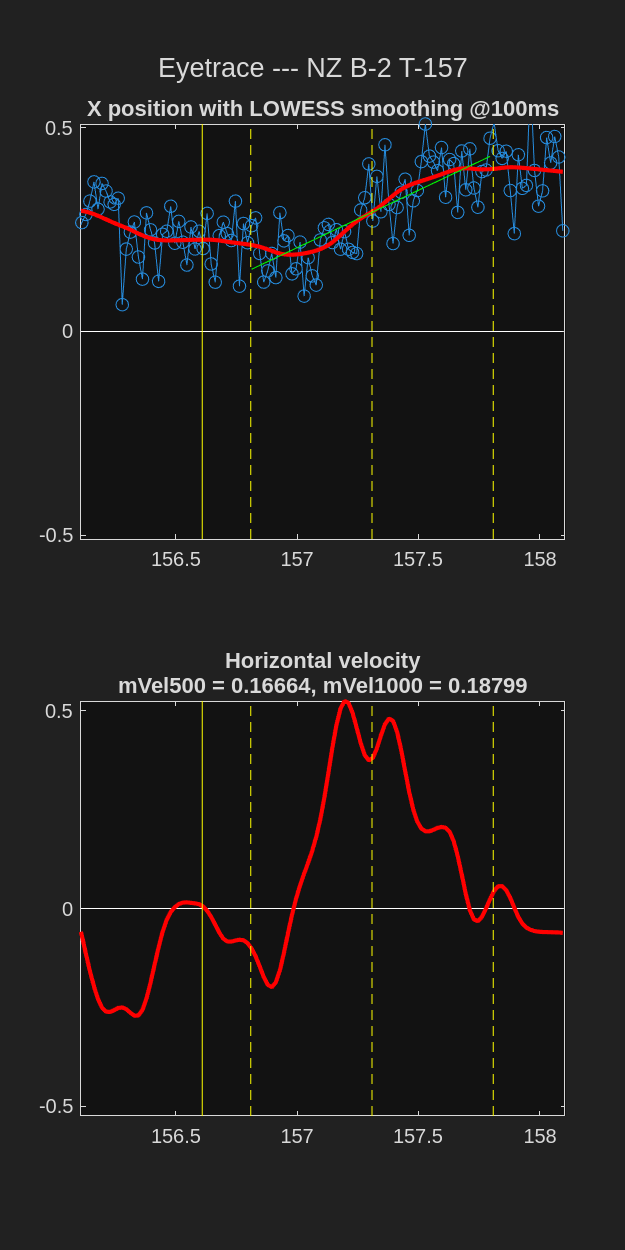 Eyetrace --- NZ B-2 T-157
X position with LOWESS smoothing @100ms
0.5
0
-0.5
156.5 157 157.5 158
Horizontal velocity
mVel500 = 0.16664, mVel1000 = 0.18799
0.5
0
-0.5
156.5 157 157.5 158